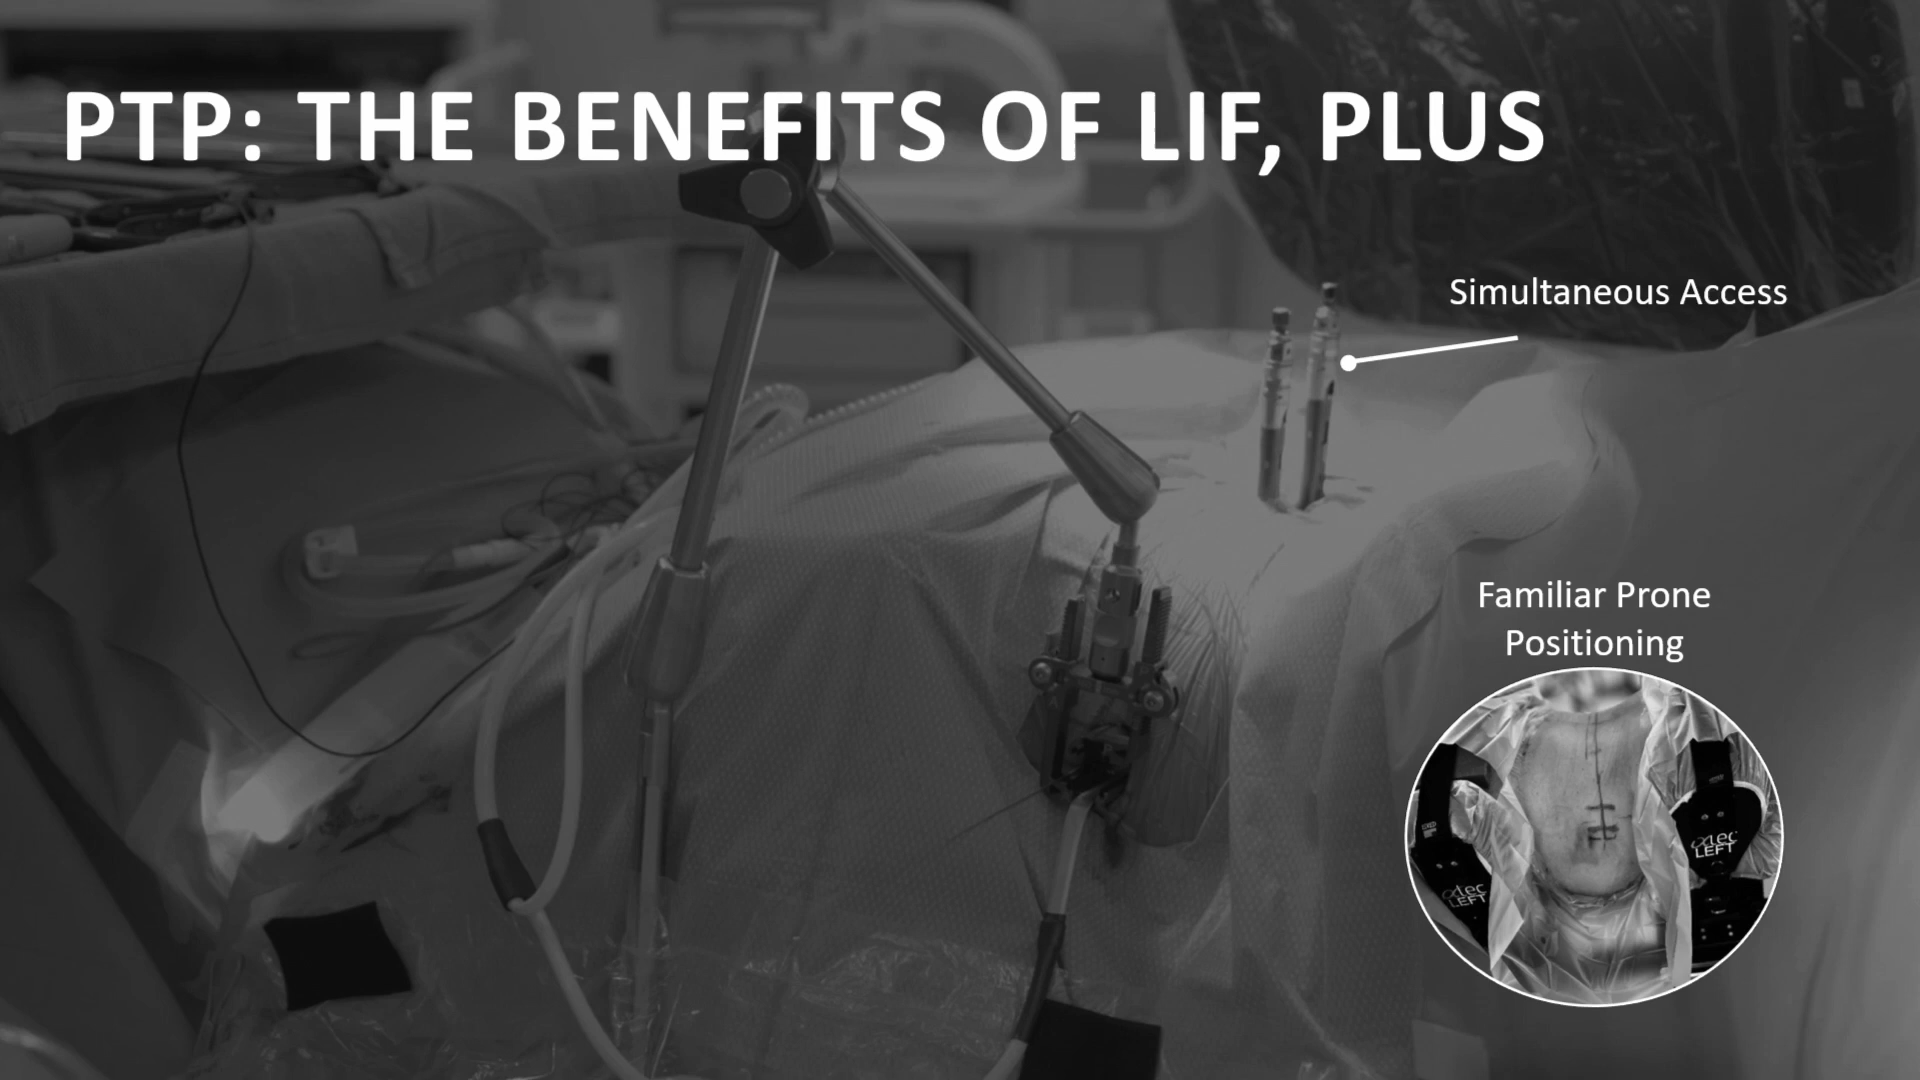 PTP: THE BENEFITS OF LIF, PLUS
Simultaneous Access
Familiar Prone
Positioning
LEFT
LEFT